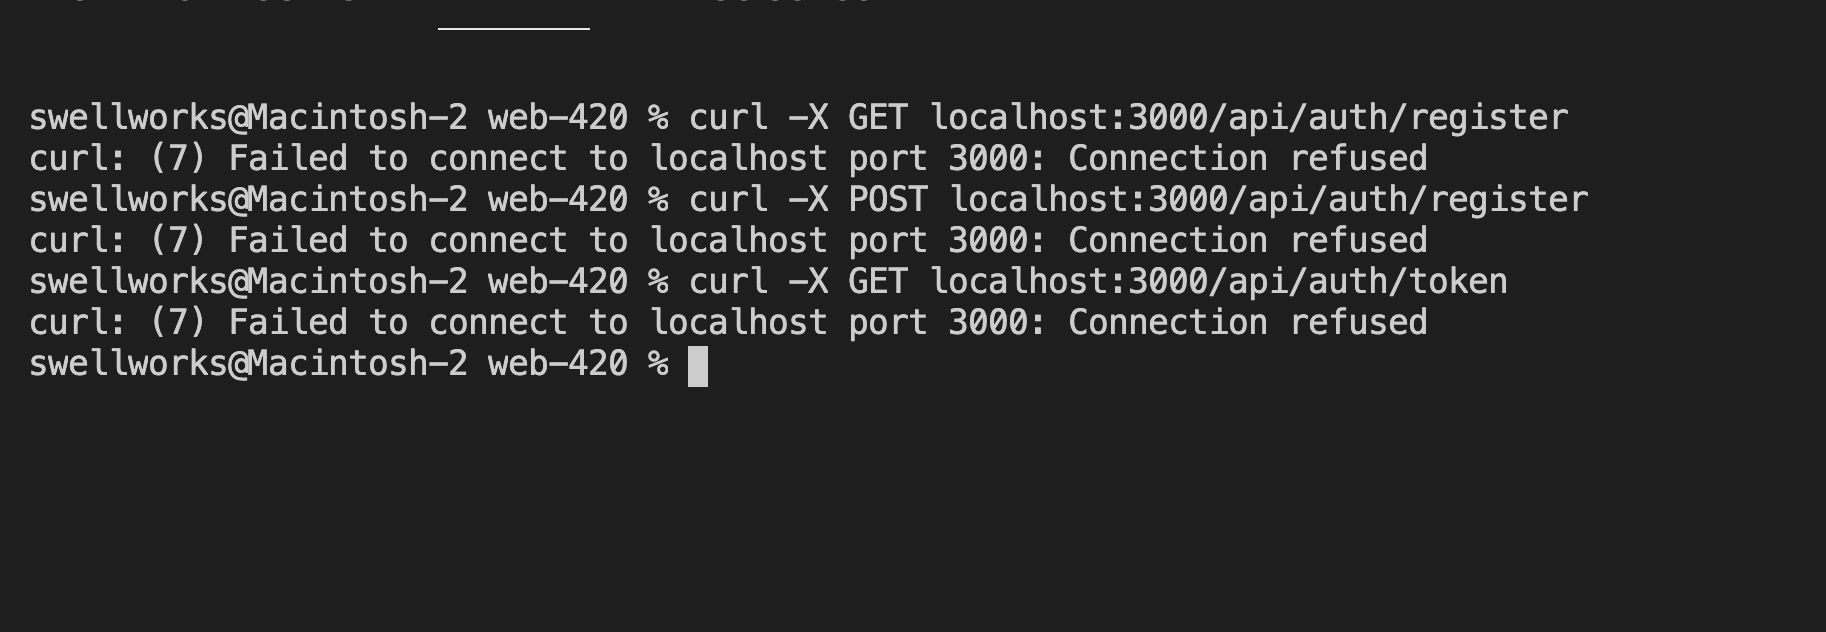 swellworks@Macintosh-2 web-420 % curl -X GET localhost:3000/api/auth/register
curl: (7) Failed to connect to localhost port 3000: Connection refused
swellworks@Macintosh-2 web-420 % curl -X POST localhost:3000/api/auth/register
curl: (7) Failed to connect to localhost port 3000: Connection refused
swellworks@Macintosh-2 web-420 % curl -X GET localhost:3000/api/auth/token
curl: (7) Failed to connect to localhost port 3000: Connection refused
swellworks@Macintosh-2 web-420 %